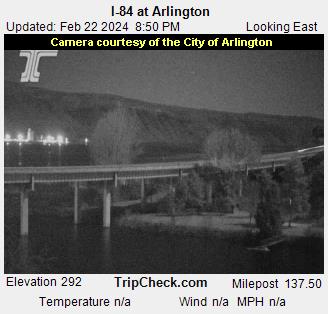 I-84 at Arlington
Updated: Feb 22 2024 8:50 PM Looking East
Camera courtesy of the City of Arlington
Elevation 292 TripCheck.com Milepost 137.50
Temperature n/a Wind n/a MPH n/a